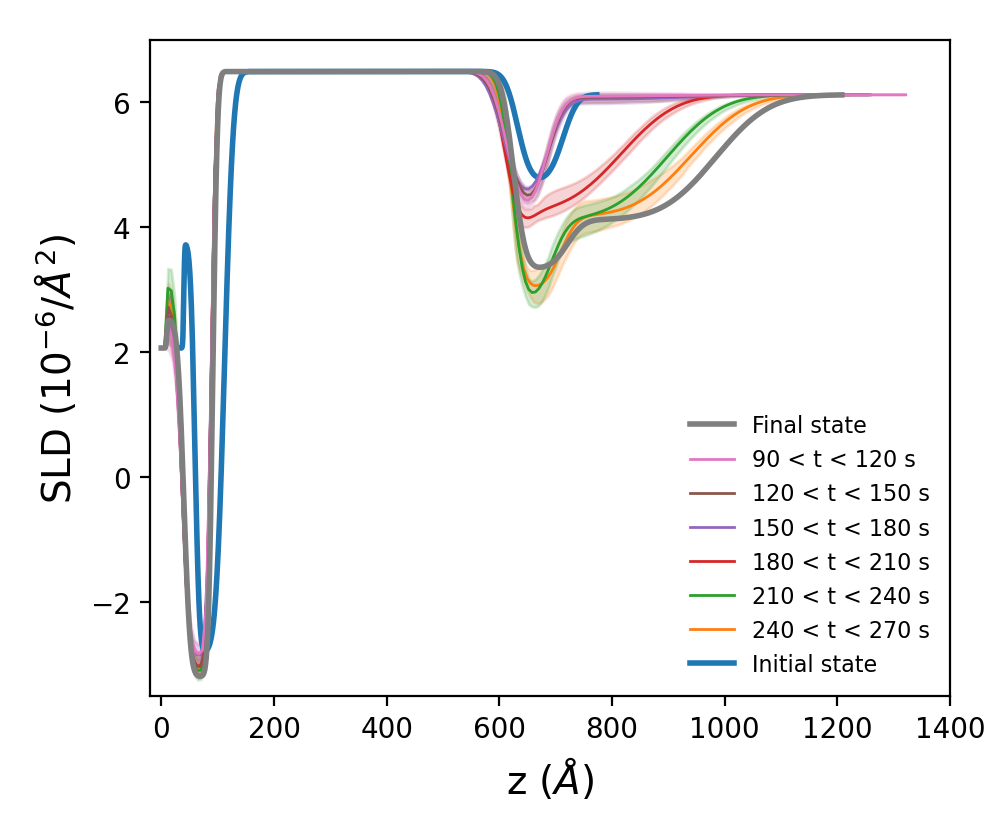 6
4
2
0
−2
SLD (10⁻⁶/Å²)
Final state
90 < t < 120 s
120 < t < 150 s
150 < t < 180 s
180 < t < 210 s
210 < t < 240 s
240 < t < 270 s
Initial state
0 200 400 600 800 1000 1200 1400
z (Å)